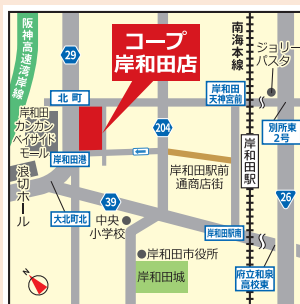 阪神高速湾岸線
29
コープ
岸和田店
南海本線
ジョリー
パスタ
北町
岸和田
天神宮前
別所東
2号
岸和田
カンカン
ベイサイド
モール
204
岸和田港
岸和田駅前
通商店街
岸和田駅
浪切ホール
39
26
大北町北
中央
小学校
岸和田駅南
岸和田市役所
府立和泉
高校東
岸和田城